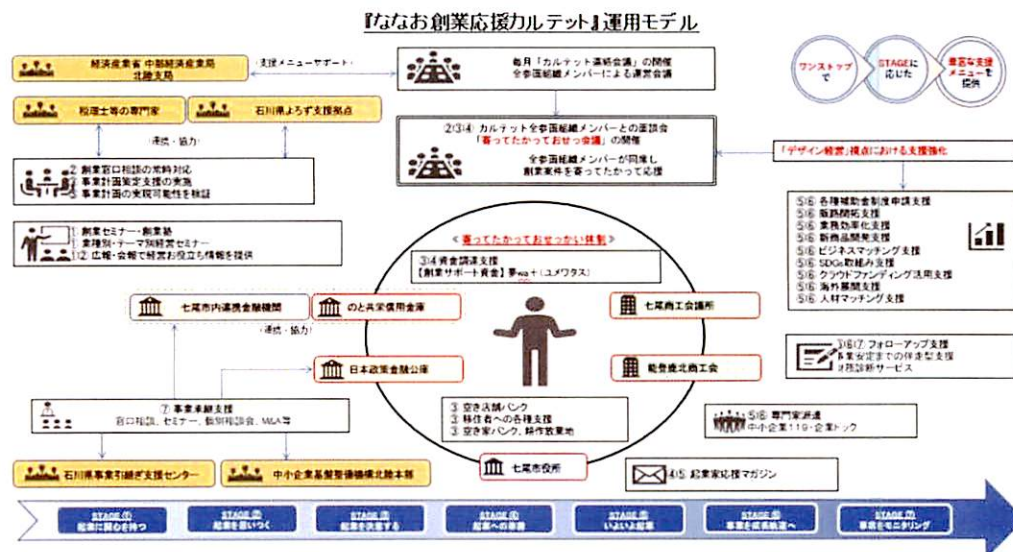 『ななお創業応援カルテット』運用モデル
経済産業省 中部経済産業局
北陸支局
〈支援メニューサポート〉
毎月「カルテット連絡会議」の開催
全参画組織メンバーによる運営会議
ワンストップ
で
STAGEに
応じた
豊富な支援
メニューを
提供
税理士等の専門家
石川県よろず支援拠点
〈連携・協力〉
②③④ カルテット全参画組織メンバーとの面談会
「寄ってたかっておせっ会議」の開催
全参画組織メンバーが同席し
創業案件を寄ってたかって応援
「デザイン経営」視点における支援強化
② 創業窓口相談の常時対応
事業計画策定支援の実施
事業計画の実現可能性を検証
⑤⑥ 各種補助金制度申請支援
⑤⑥ 販路開拓支援
⑤⑥ 業務効率化支援
⑤⑥ 新商品開発支援
⑤⑥ ビジネスマッチング支援
⑤⑥ SDGs取組み支援
⑤⑥ クラウドファンディング活用支援
⑤⑥ 海外展開支援
⑤⑥ 人材マッチング支援
① 創業セミナー・創業塾
① 業種別・テーマ別経営セミナー
①② 広報・会報で経営お役立ち情報を提供
《 寄ってたかっておせっかい体制 》
③④ 資金調達支援
【創業サポート資金】夢wa+(ユメワタス)
七尾市内連携金融機関
のと共栄信用金庫
七尾商工会議所
〈連携・協力〉
日本政策金融公庫
能登鹿北商工会
⑤⑥⑦ フォローアップ支援
事業安定までの伴走型支援
財務診断サービス
⑦ 事業承継支援
窓口相談、セミナー、個別相談会、M&A等
③ 空き店舗バンク
③ 移住者への各種支援
③ 空き家バンク、耕作放棄地
⑤⑥ 専門家派遣
中小企業119・企業ドック
石川県事業引継ぎ支援センター
中小企業基盤整備機構北陸本部
七尾市役所
④⑤ 起業家応援マガジン
STAGE ①
起業に関心を持つ
STAGE ②
起業を思いつく
STAGE ③
起業を決意する
STAGE ④
起業への準備
STAGE ⑤
いよいよ起業
STAGE ⑥
事業を成長軌道へ
STAGE ⑦
事業をモニタリング